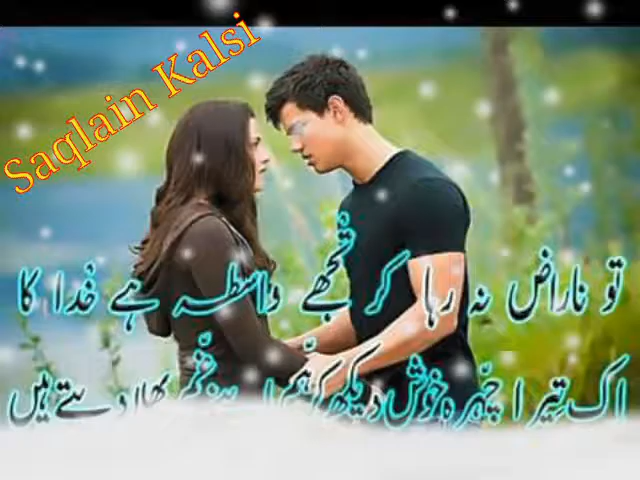 Saqlain Kalsi
تو ناراض نہ رہا کر تجھے واسطہ ہے خدا کا
اک تیرا چہرہ خوش دیکھ کر ہم غم بھلا دیتے ہیں